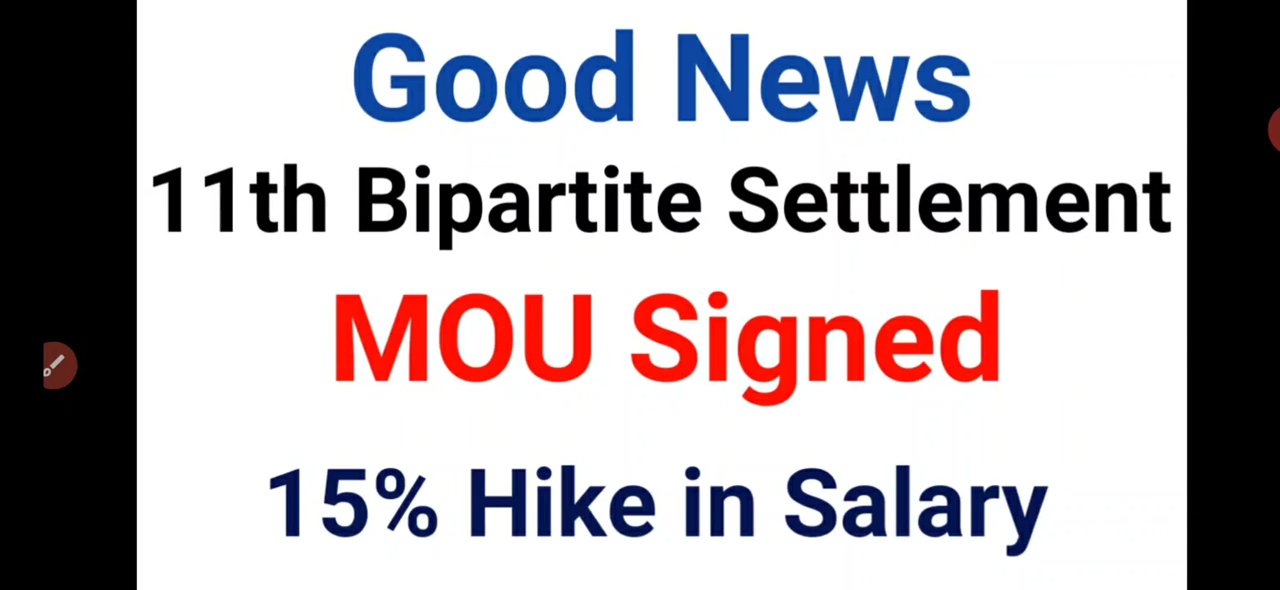 Good News
11th Bipartite Settlement
MOU Signed
15% Hike in Salary